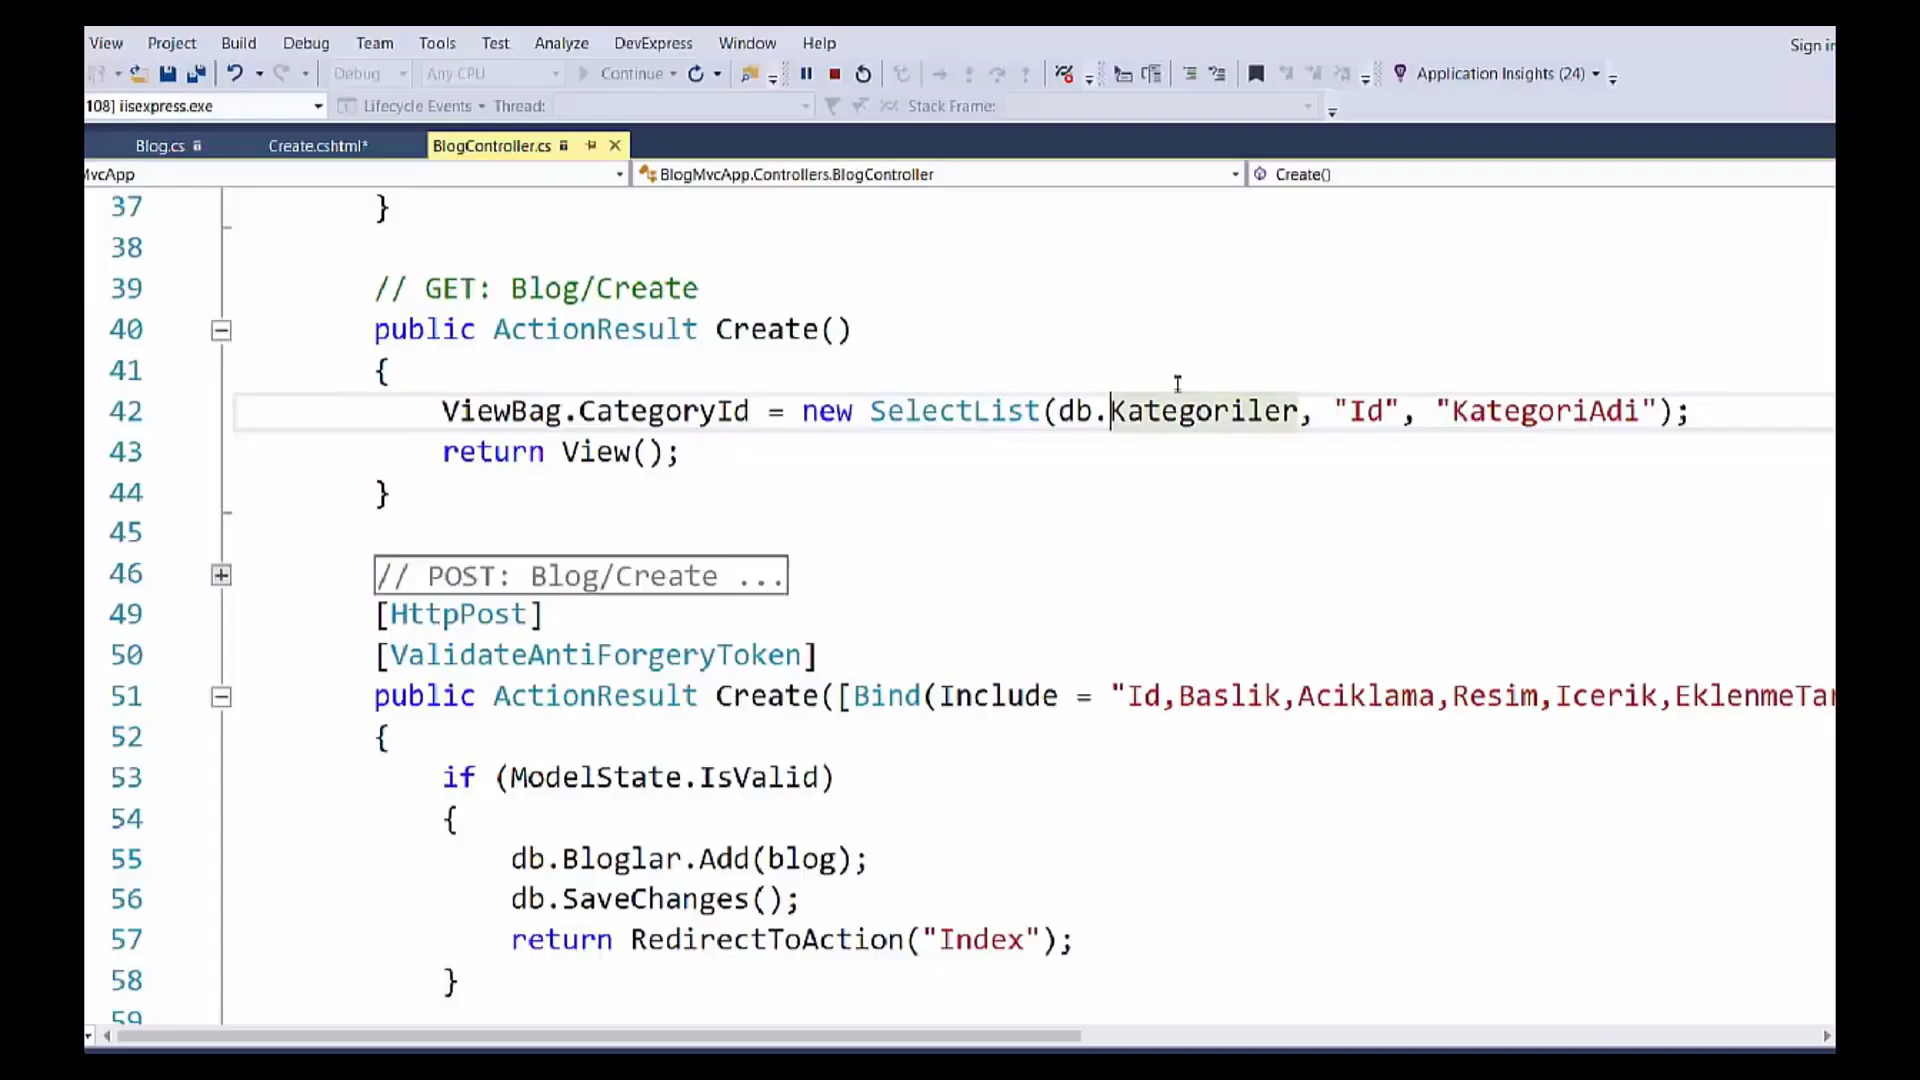 View Project Build Debug Team Tools Test Analyze DevExpress Window Help Sign in
Debug Any CPU Continue Application Insights (24)
108] iisexpress.exe Lifecycle Events Thread: Stack Frame:
Blog.cs Create.cshtml* BlogController.cs
MvcApp BlogMvcApp.Controllers.BlogController Create()
37 }
38
39 // GET: Blog/Create
40 public ActionResult Create()
41 {
42 ViewBag.CategoryId = new SelectList(db.Kategoriler, "Id", "KategoriAdi");
43 return View();
44 }
45
46 // POST: Blog/Create ...
49 [HttpPost]
50 [ValidateAntiForgeryToken]
51 public ActionResult Create([Bind(Include = "Id,Baslik,Aciklama,Resim,Icerik,EklenmeTar
52 {
53 if (ModelState.IsValid)
54 {
55 db.Bloglar.Add(blog);
56 db.SaveChanges();
57 return RedirectToAction("Index");
58 }
59